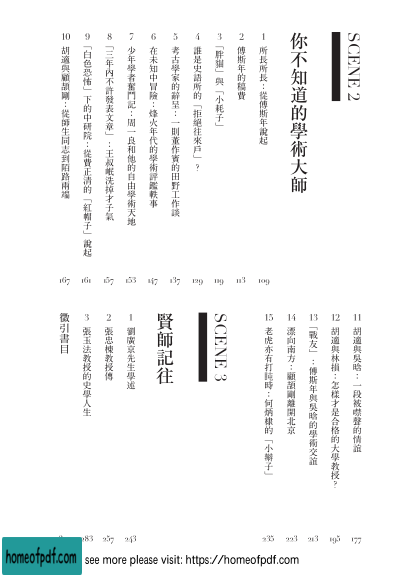 SCENE 2
你不知道的學術大師
1 所長所長：從傅斯年說起 109
2 傅斯年的稿費 113
3 「胖貓」與「小耗子」 119
4 誰是史語所的「拒絕往來戶」？ 129
5 考古學家的辭呈：一則董作賓的田野工作談 137
6 在未知中冒險：烽火年代的學術評鑑軼事 147
7 少年學者奮鬥記：周一良和他的自由學術天地 153
8 「三年內不許發表文章」：王叔岷洗掉才子氣 157
9 「白色恐怖」下的中研院：從費正清的「紅帽子」說起 161
10 胡適與顧頡剛：從師生同志到陌路兩端 167
11 胡適與吳晗：一段被噤聲的情誼 177
12 胡適與林損：怎樣才是合格的大學教授？ 195
13 「戰友」：傅斯年與吳晗的學術交誼 213
14 漂向南方：顧頡剛離開北京 223
15 老虎亦有打盹時：何炳棣的「小辮子」 235
SCENE 3
賢師記往
1 劉廣京先生學述 243
2 張忠棟教授傳 257
3 張玉法教授的史學人生 283
徵引書目
homeofpdf.com
see more please visit: https://homeofpdf.com